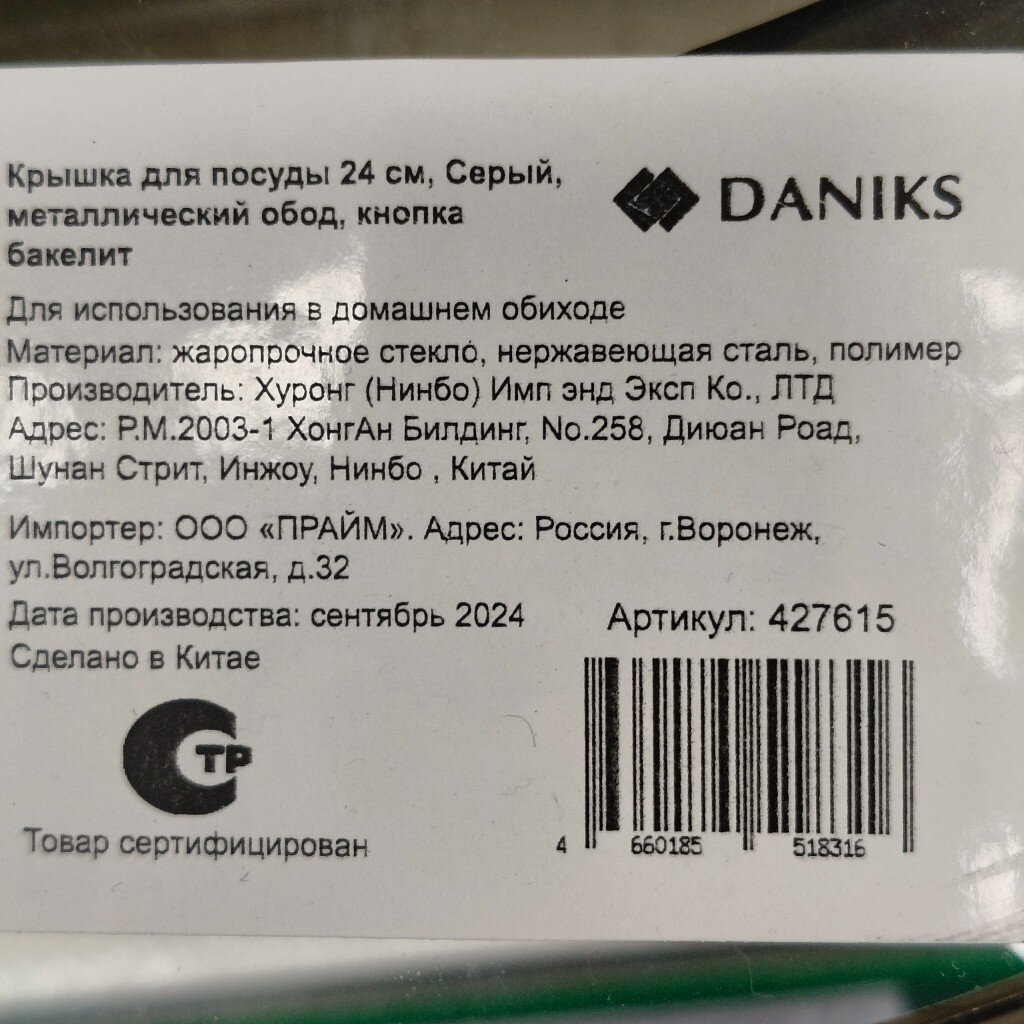 Крышка для посуды 24 см, Серый,
металлический обод, кнопка
бакелит
DANIKS
Для использования в домашнем обиходе
Материал: жаропрочное стекло, нержавеющая сталь, полимер
Производитель: Хуронг (Нинбо) Имп энд Эксп Ко., ЛТД
Адрес: Р.М.2003-1 ХонгАн Билдинг, No.258, Диюан Роад,
Шунан Стрит, Инжоу, Нинбо , Китай
Импортер: ООО «ПРАЙМ». Адрес: Россия, г.Воронеж,
ул.Волгоградская, д.32
Дата производства: сентябрь 2024
Артикул: 427615
Сделано в Китае
ТР
Товар сертифицирован
4 660185 518316